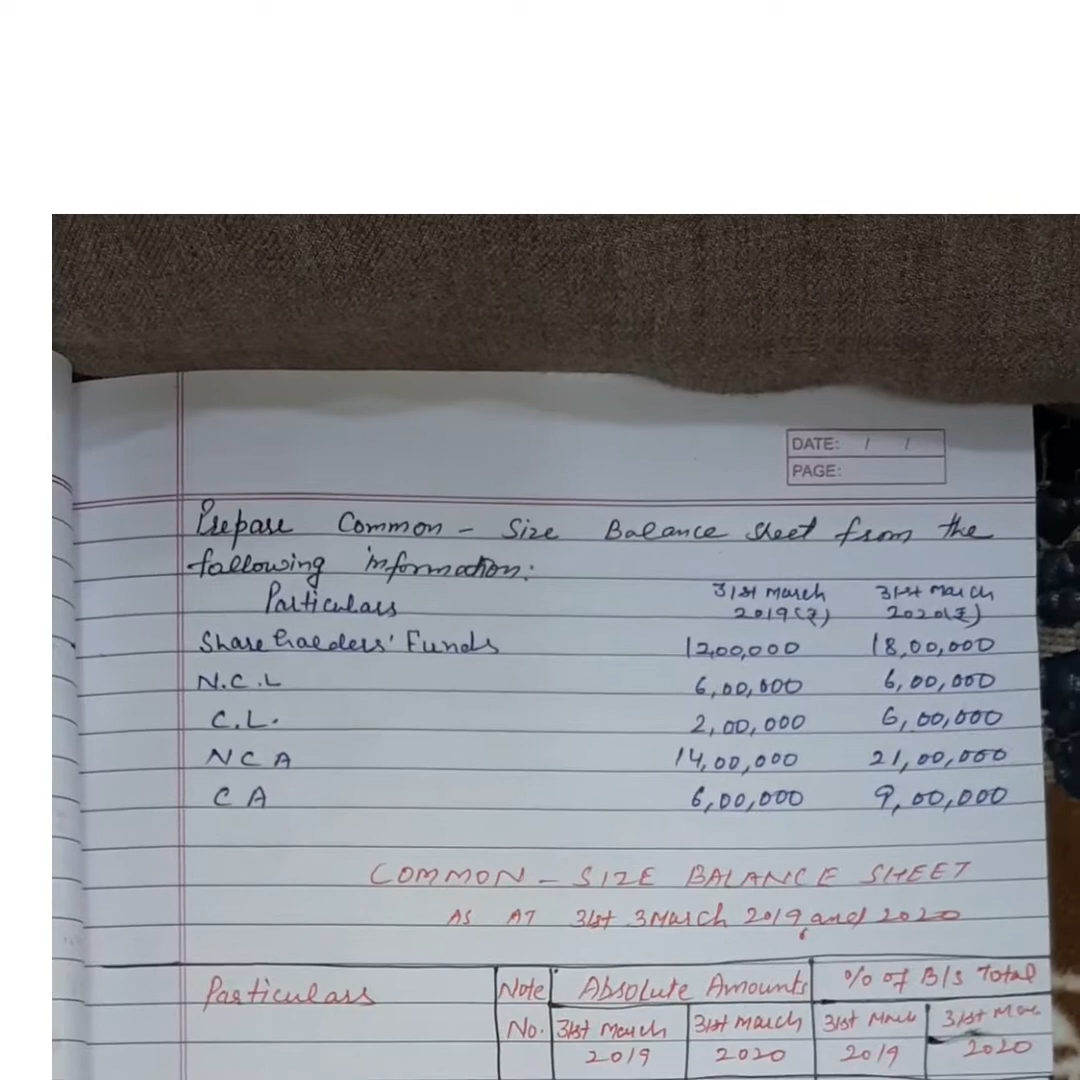 DATE: / /
PAGE:
Prepare Common - Size Balance Sheet from the
following information:
Particulars 31st March 2019(₹) 31st March 2020(₹)
Shareholders' Funds 12,00,000 18,00,000
N.C.L 6,00,000 6,00,000
C.L. 2,00,000 6,00,000
NCA 14,00,000 21,00,000
CA 6,00,000 9,00,000
COMMON - SIZE BALANCE SHEET
AS AT 31st 3March 2019 and 2020
Particulars Note No. Absolute Amounts % of B/S Total
31st March 2019 31st March 2020 31st March 2019 31st Mar 2020